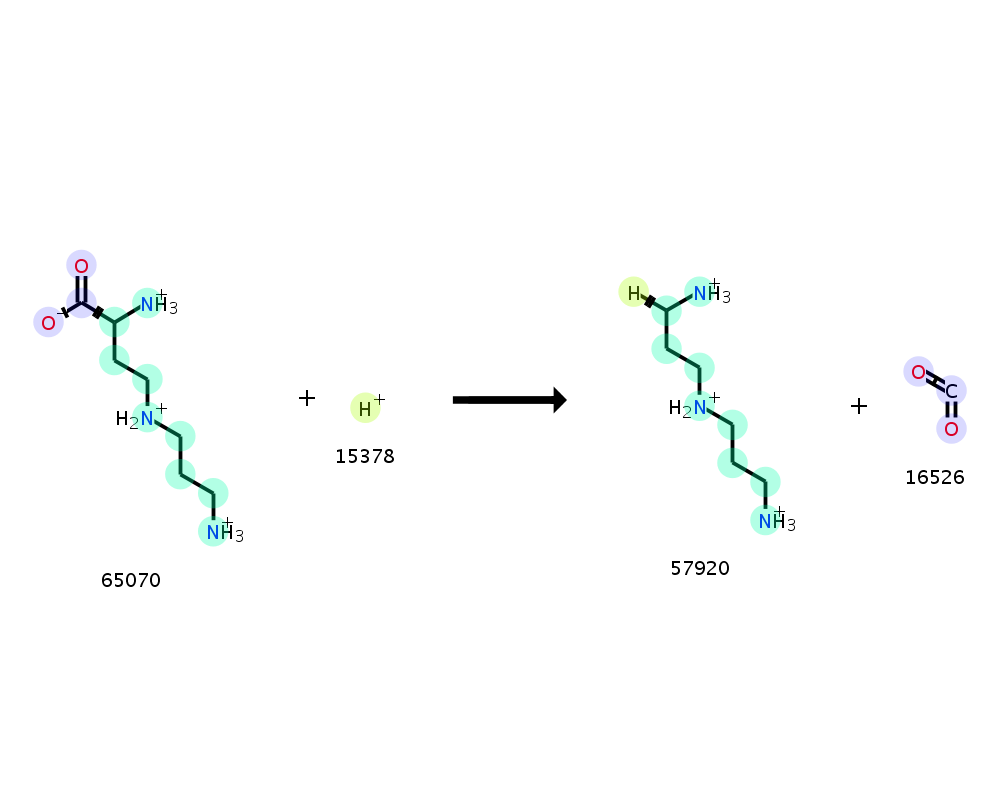 O
O⁻
NH₃⁺
H₂N⁺
NH₃⁺
65070
+
H⁺
15378
H
NH₃⁺
H₂N⁺
NH₃⁺
57920
+
O
C
O
16526